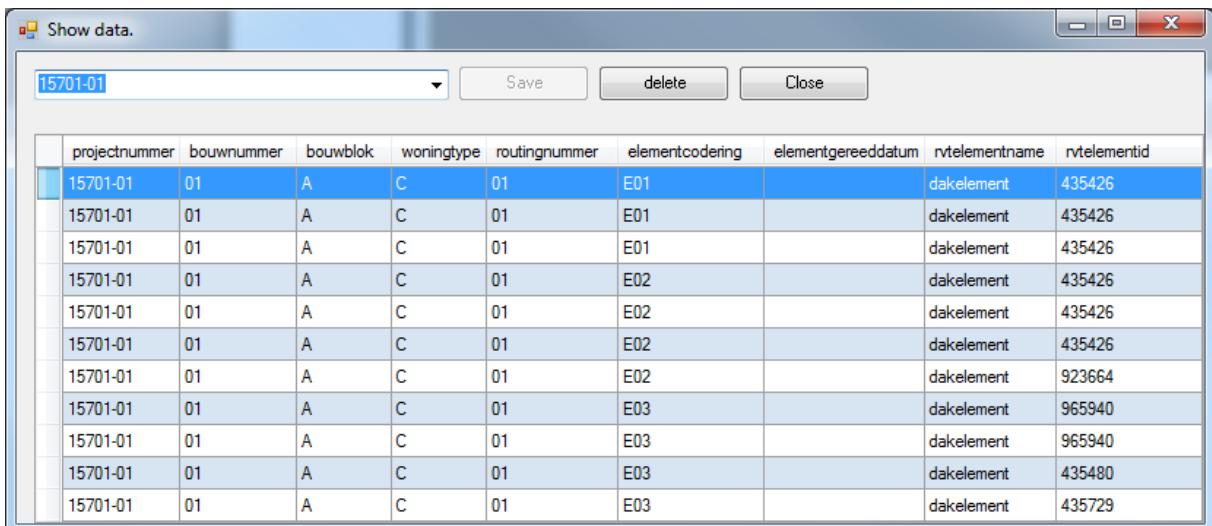 Show data.
15701-01 Save delete Close
projectnummer bouwnummer bouwblok woningtype routingnummer elementcodering elementgereeddatum rvtelementname rvtelementid
15701-01 01 A C 01 E01 dakelement 435426
15701-01 01 A C 01 E01 dakelement 435426
15701-01 01 A C 01 E01 dakelement 435426
15701-01 01 A C 01 E02 dakelement 435426
15701-01 01 A C 01 E02 dakelement 435426
15701-01 01 A C 01 E02 dakelement 435426
15701-01 01 A C 01 E02 dakelement 923664
15701-01 01 A C 01 E03 dakelement 965940
15701-01 01 A C 01 E03 dakelement 965940
15701-01 01 A C 01 E03 dakelement 435480
15701-01 01 A C 01 E03 dakelement 435729